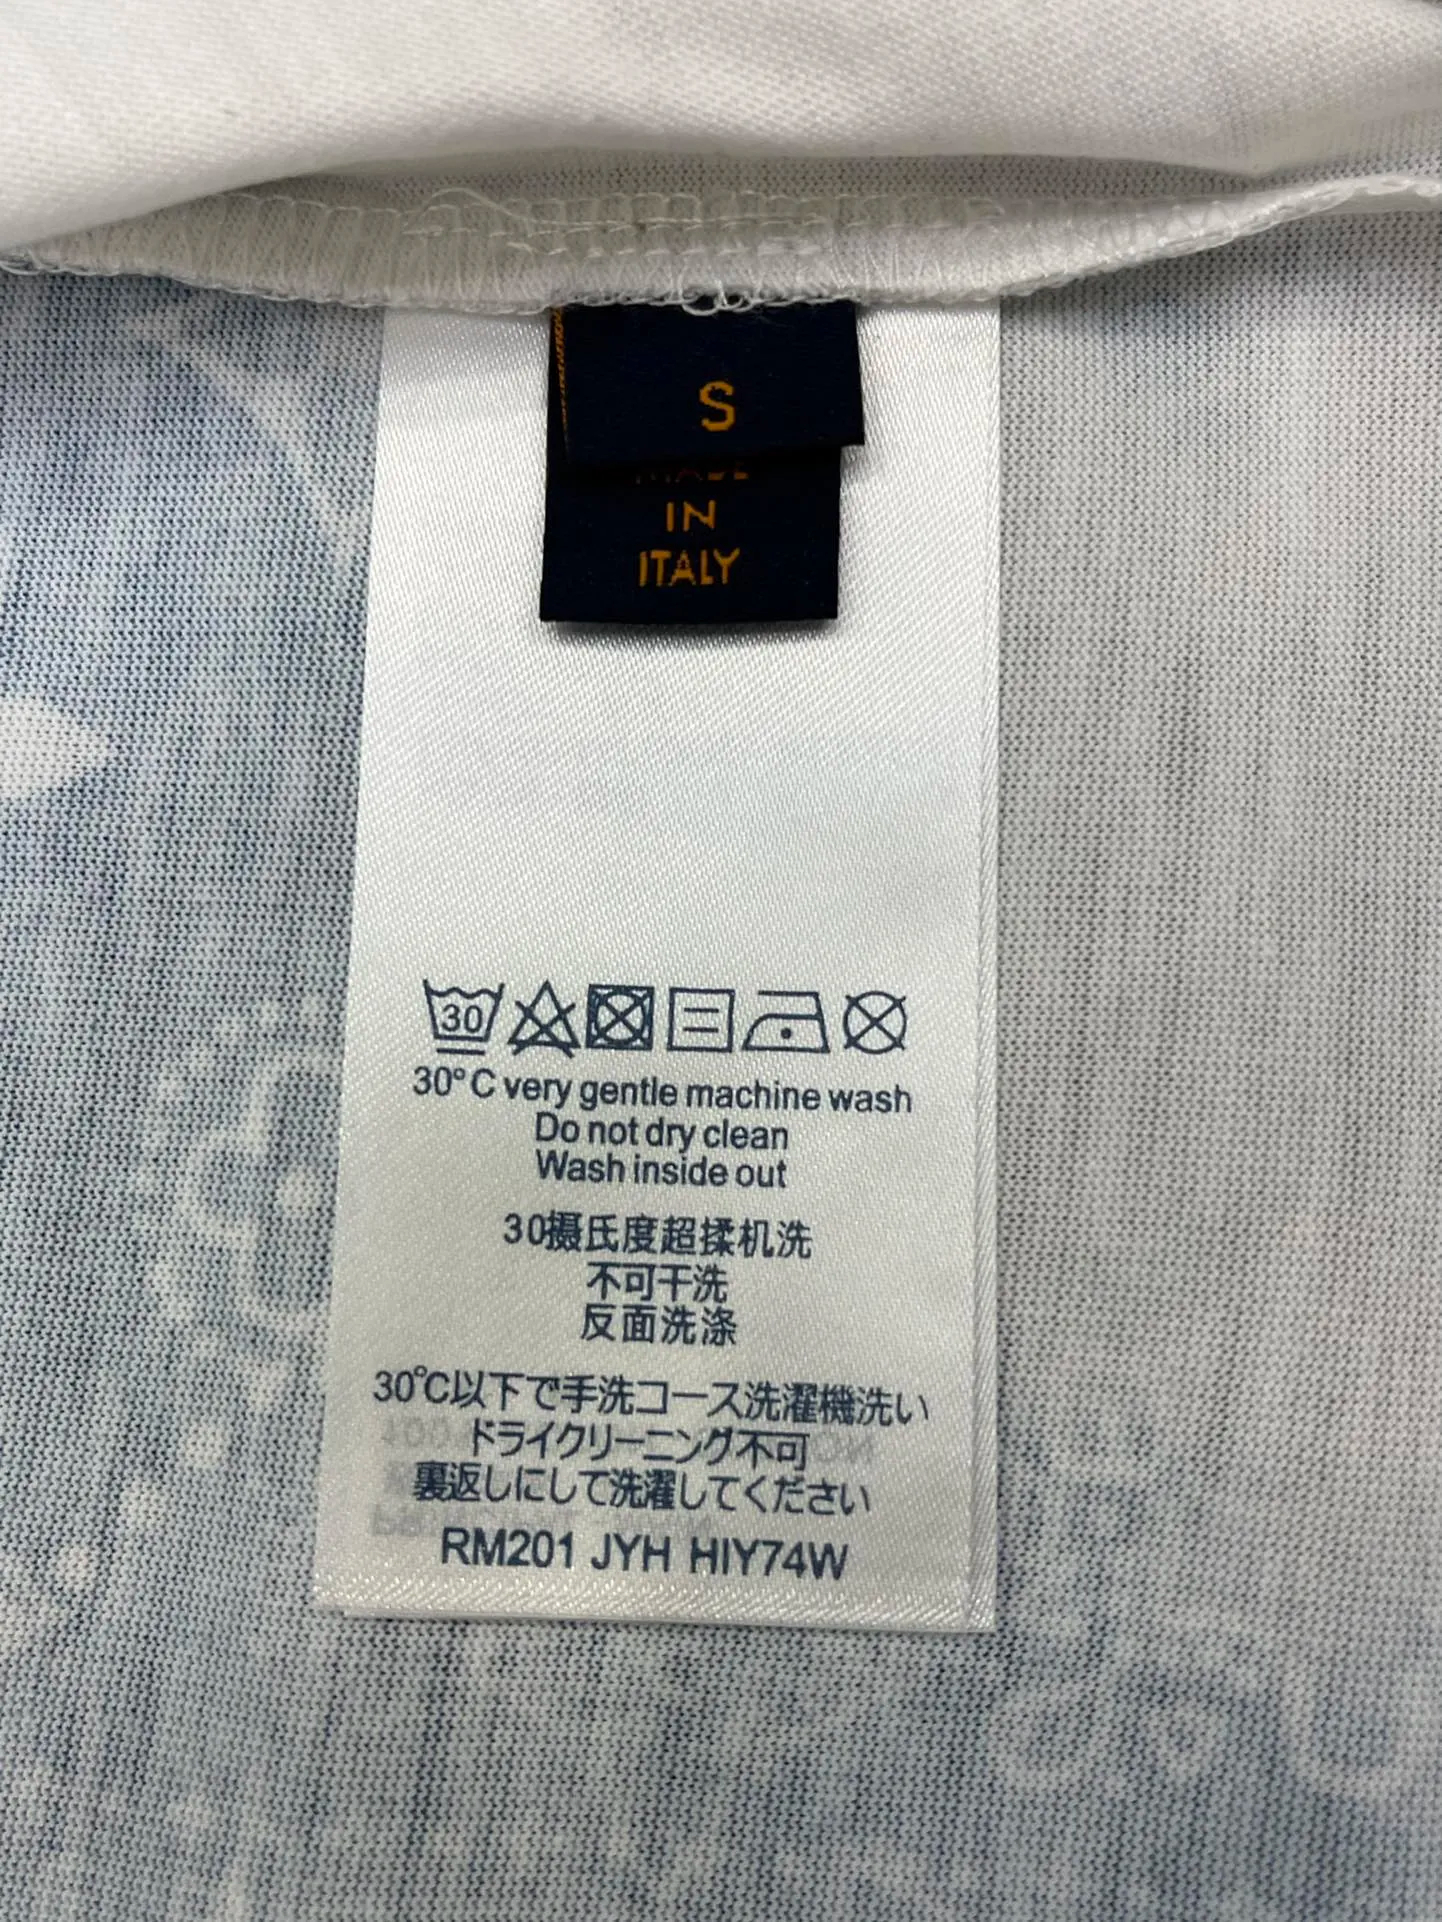 S
MADE
IN
ITALY
30
30°C very gentle machine wash
Do not dry clean
Wash inside out
30摄氏度超揉机洗
不可干洗
反面洗涤
30℃以下で手洗コース洗濯機洗い
ドライクリーニング不可
裏返しにして洗濯してください
RM201 JYH HIY74W